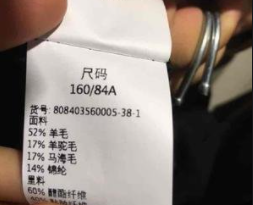 尺码
160/84A
货号: 808403560005-38-1
面料
52% 羊毛
17% 羊驼毛
17% 马海毛
14% 锦纶
里料
60% 醋酯纤维